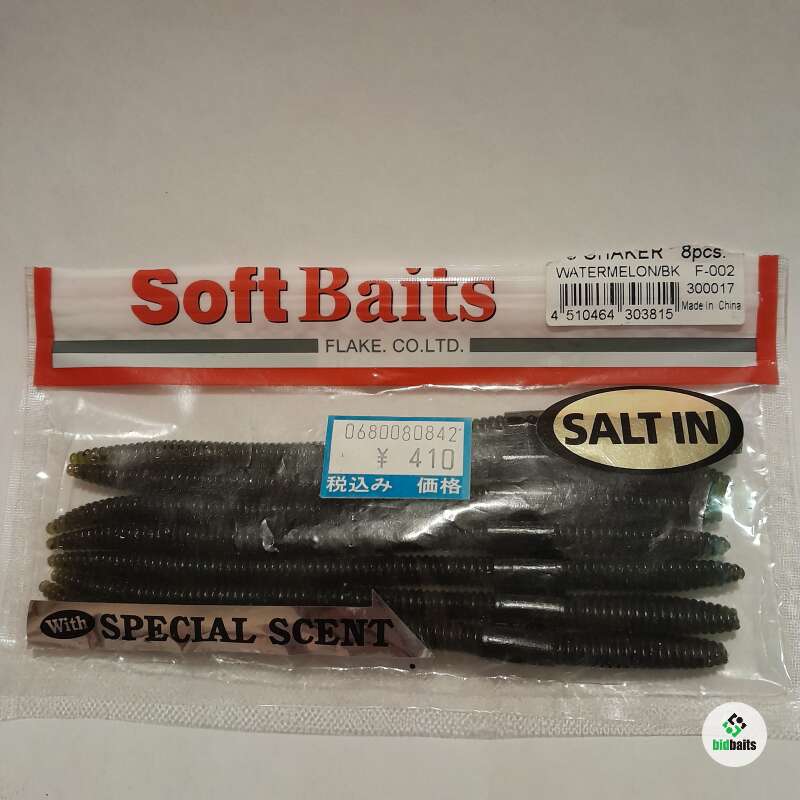 SHAKER 8pcs.
WATERMELON/BK F-002
300017
4 510464 303815 Made in China
Soft Baits
FLAKE. CO.LTD.
SALT IN
0680080842
¥ 410
税込み 価格
With SPECIAL SCENT
bidbaits